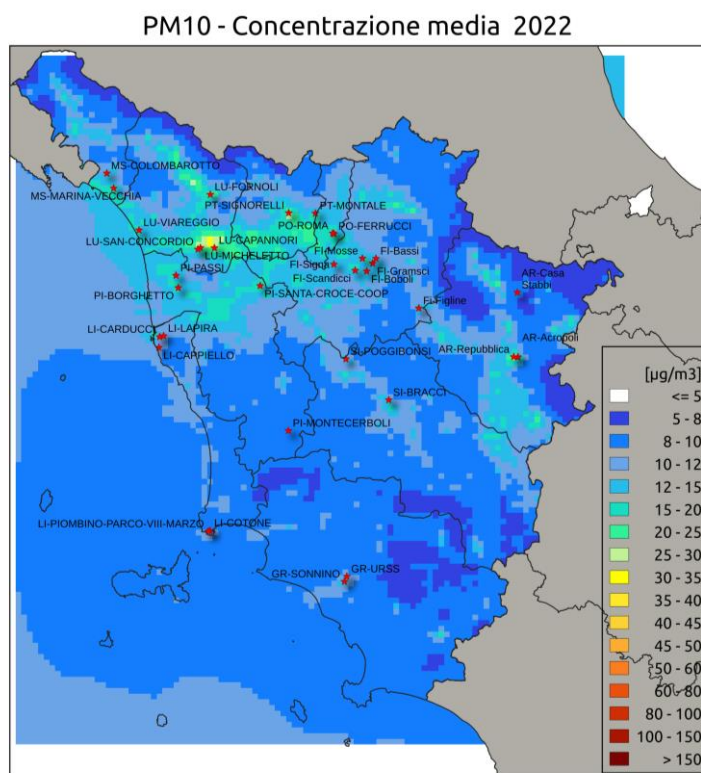 PM10 - Concentrazione media 2022
MS-COLOMBAROTTO
MS-MARINA-VECCHIA
LU-FORNOLI
PT-SIGNORELLI
PT-MONTALE
LU-VIAREGGIO
PO-ROMA
PO-FERRUCCI
LU-SAN-CONCORDIO
LU-CAPANNORI
LU-MICHELETTO
FI-Mosse
FI-Bassi
FI-Signa
FI-Gramsci
FI-Scandicci
FI-Boboli
PI-PASSI
PI-BORGHETTO
PI-SANTA-CROCE-COOP
AR-Casa
Stabbi
FI-Figline
LI-CARDUCCI
LI-LAPIRA
LI-CAPPIELLO
SI-POGGIBONSI
AR-Repubblica
AR-Acropoli
SI-BRACCI
PI-MONTECERBOLI
LI-PIOMBINO-PARCO-VIII-MARZO
LI-COTONE
GR-SONNINO
GR-URSS
[µg/m3]
<= 5
5 - 8
8 - 10
10 - 12
12 - 15
15 - 20
20 - 25
25 - 30
30 - 35
35 - 40
40 - 45
45 - 50
50 - 60
60 - 80
80 - 100
100 - 150
> 150